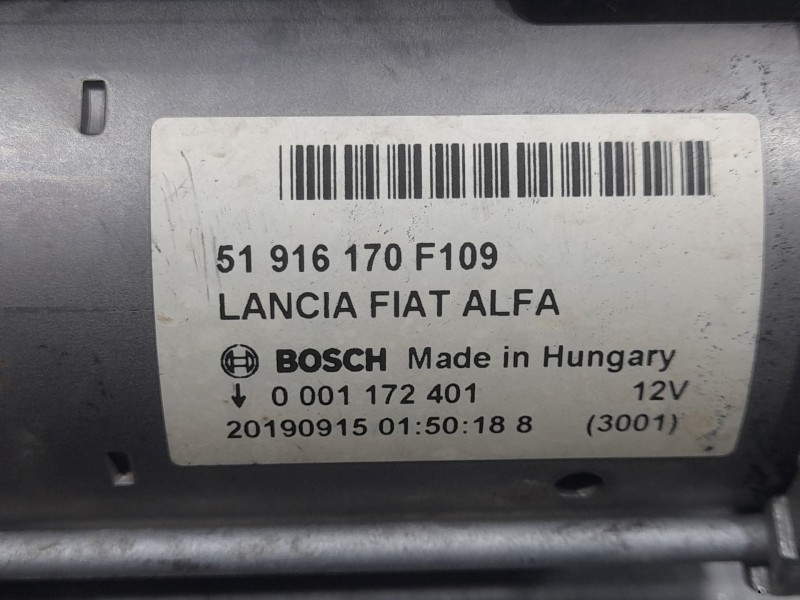 51 916 170 F109
LANCIA FIAT ALFA
BOSCH Made in Hungary
0 001 172 401 12V
20190915 01:50:18 8 (3001)